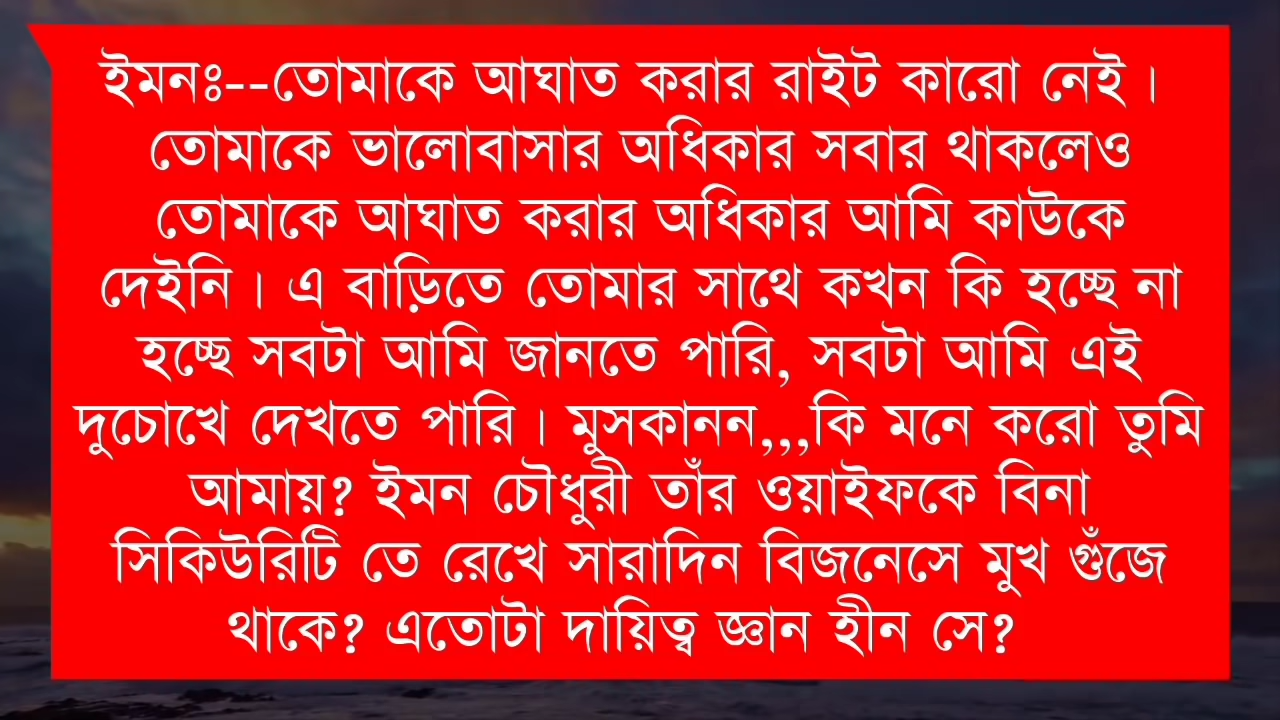 ইমনঃ--তোমাকে আঘাত করার রাইট কারো নেই।
তোমাকে ভালোবাসার অধিকার সবার থাকলেও
তোমাকে আঘাত করার অধিকার আমি কাউকে
দেইনি। এ বাড়িতে তোমার সাথে কখন কি হচ্ছে না
হচ্ছে সবটা আমি জানতে পারি, সবটা আমি এই
দুচোখে দেখতে পারি। মুসকানন,,,কি মনে করো তুমি
আমায়? ইমন চৌধুরী তাঁর ওয়াইফকে বিনা
সিকিউরিটি তে রেখে সারাদিন বিজনেসে মুখ গুঁজে
থাকে? এতোটা দায়িত্ব জ্ঞান হীন সে?